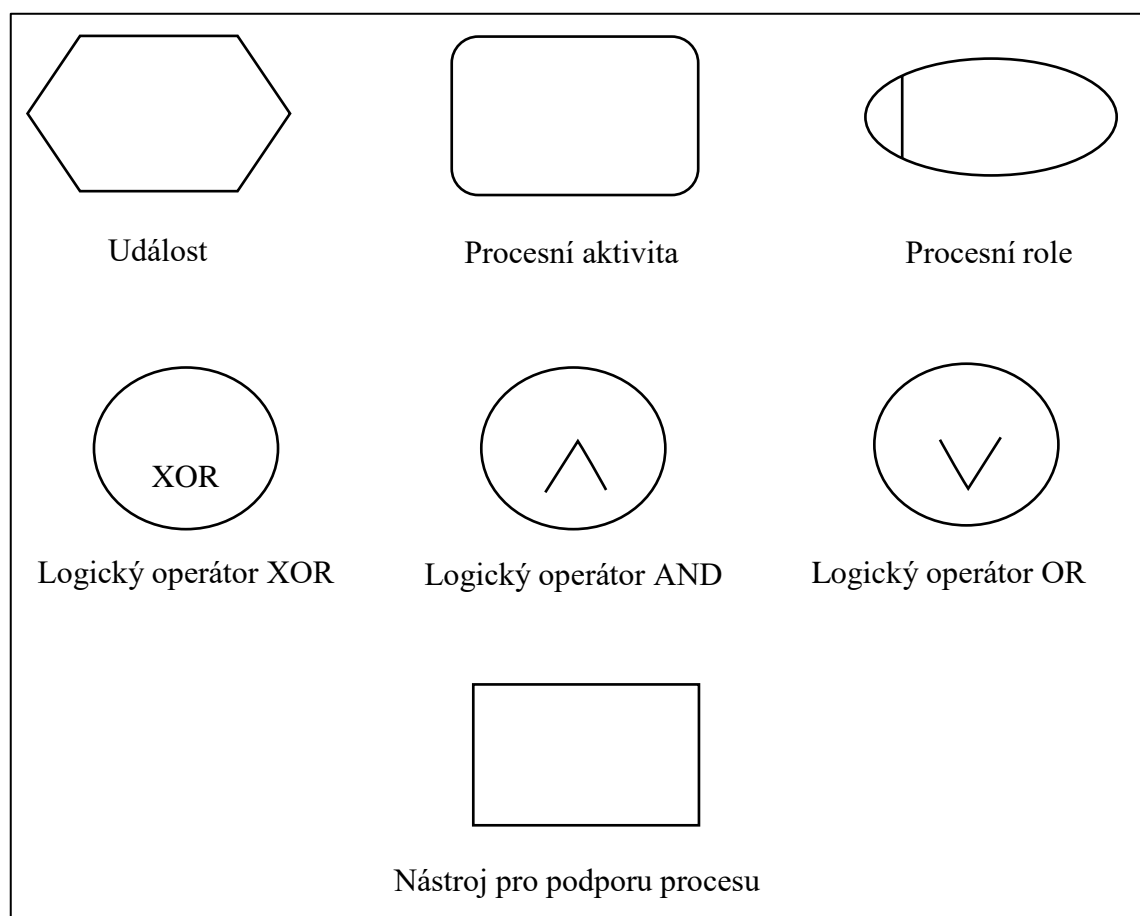 Událost
Procesní aktivita
Procesní role
XOR
Logický operátor XOR
Logický operátor AND
Logický operátor OR
Nástroj pro podporu procesu